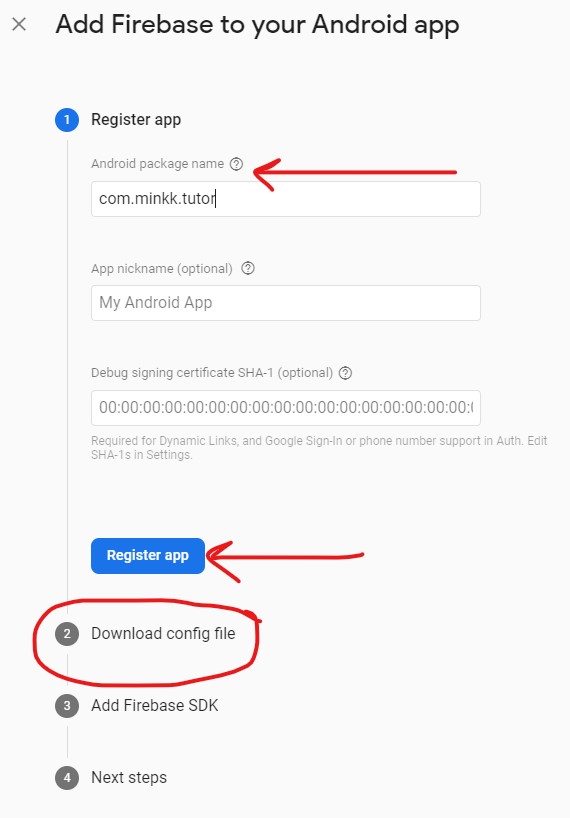 Add Firebase to your Android app
1 Register app
Android package name ?
com.minkk.tutor
App nickname (optional) ?
My Android App
Debug signing certificate SHA-1 (optional) ?
00:00:00:00:00:00:00:00:00:00:00:00:00:00:00:00:00:
Required for Dynamic Links, and Google Sign-In or phone number support in Auth. Edit
SHA-1s in Settings.
Register app
2 Download config file
3 Add Firebase SDK
4 Next steps